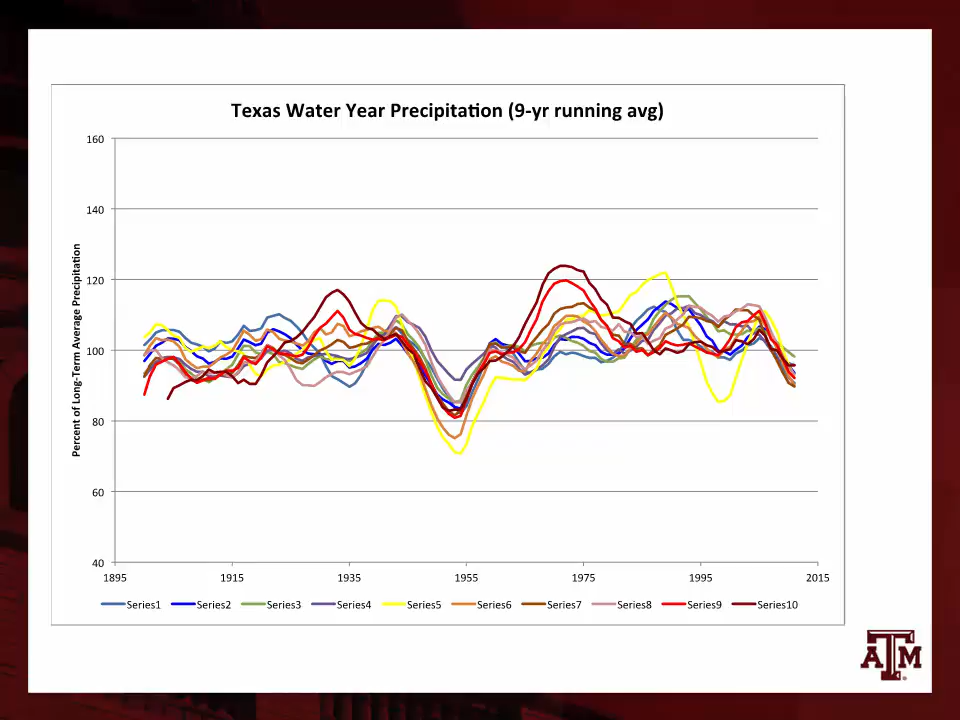 Texas Water Year Precipitation (9-yr running avg)
Percent of Long-Term Average Precipitation
160
140
120
100
80
60
40
1895 1915 1935 1955 1975 1995 2015
Series1 Series2 Series3 Series4 Series5 Series6 Series7 Series8 Series9 Series10
ATM